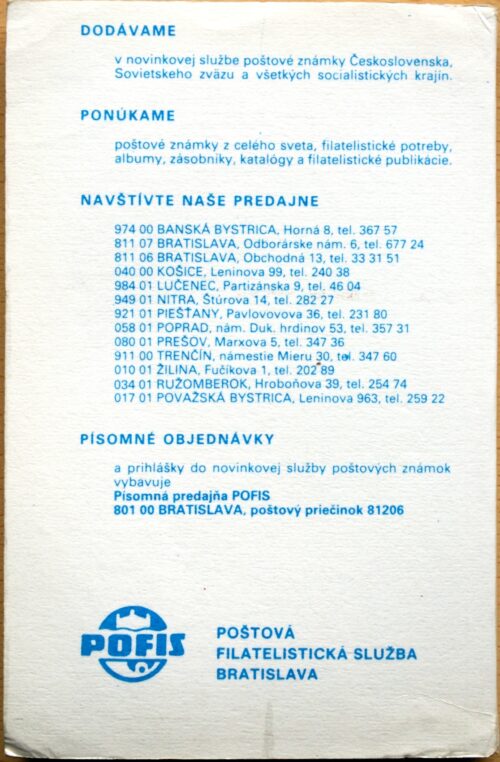 DODÁVAME
v novinkovej službe poštové známky Československa,
Sovietskeho zväzu a všetkých socialistických krajín.
PONÚKAME
poštové známky z celého sveta, filatelistické potreby,
albumy, zásobníky, katalógy a filatelistické publikácie.
NAVŠTÍVTE NAŠE PREDAJNE
974 00 BANSKÁ BYSTRICA, Horná 8, tel. 367 57
811 07 BRATISLAVA, Odborárske nám. 6, tel. 677 24
811 06 BRATISLAVA, Obchodná 13, tel. 33 31 51
040 00 KOŠICE, Leninova 99, tel. 240 38
984 01 LUČENEC, Partizánska 9, tel. 46 04
949 01 NITRA, Štúrova 14, tel. 282 27
921 01 PIEŠŤANY, Pavlovovova 36, tel. 231 80
058 01 POPRAD, nám. Duk. hrdinov 53, tel. 357 31
080 01 PREŠOV, Marxova 5, tel. 347 36
911 00 TRENČÍN, námestie Mieru 30, tel. 347 60
010 01 ŽILINA, Fučíkova 1, tel. 202 89
034 01 RUŽOMBEROK, Hroboňova 39, tel. 254 74
017 01 POVAŽSKÁ BYSTRICA, Leninova 963, tel. 259 22
PÍSOMNÉ OBJEDNÁVKY
a prihlášky do novinkovej služby poštových známok
vybavuje
Písomná predajňa POFIS
801 00 BRATISLAVA, poštový priečinok 81206
POFIS
POŠTOVÁ
FILATELISTICKÁ SLUŽBA
BRATISLAVA